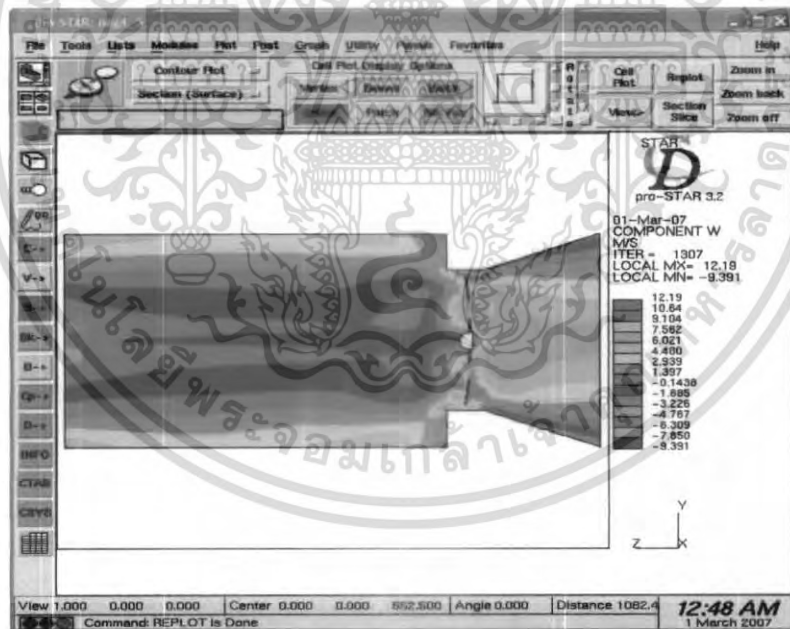 File Tools Lists Modules Plot Post Graph Utility Panels Favorites Help
Contour Plot
Section (Surface)
Cell Plot Display Options
Cell Plot
Replot
Zoom in
View->
Section Slice
Zoom back
Zoom off
STAR
D
pro-STAR 3.2
01-Mar-07
COMPONENT W
M/S
ITER = 1307
LOCAL MX= 12.19
LOCAL MN= -9.391
12.19
10.64
9.104
7.562
6.021
4.480
2.939
1.397
-0.1438
-1.685
-3.226
-4.767
-6.309
-7.850
-9.391
Y
Z X
INFO
CTAB
View 1.000 0.000 0.000 Center 0.000 0.000 552.500 Angle 0.000 Distance 1082.4
Command: REPLOT is Done
12:48 AM
1 March 2007